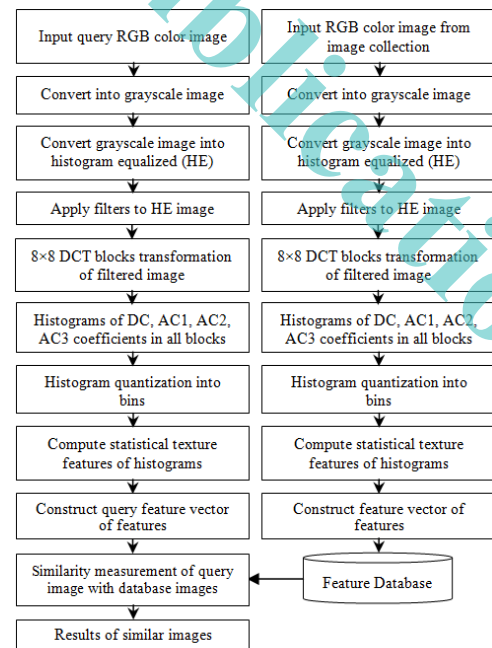 Input query RGB color image
Convert into grayscale image
Convert grayscale image into
histogram equalized (HE)
Apply filters to HE image
8×8 DCT blocks transformation
of filtered image
Histograms of DC, AC1, AC2,
AC3 coefficients in all blocks
Histogram quantization into
bins
Compute statistical texture
features of histograms
Construct query feature vector
of features
Similarity measurement of query
image with database images
Results of similar images
Input RGB color image from
image collection
Convert into grayscale image
Convert grayscale image into
histogram equalized (HE)
Apply filters to HE image
8×8 DCT blocks transformation
of filtered image
Histograms of DC, AC1, AC2,
AC3 coefficients in all blocks
Histogram quantization into
bins
Compute statistical texture
features of histograms
Construct feature vector of
features
Feature Database